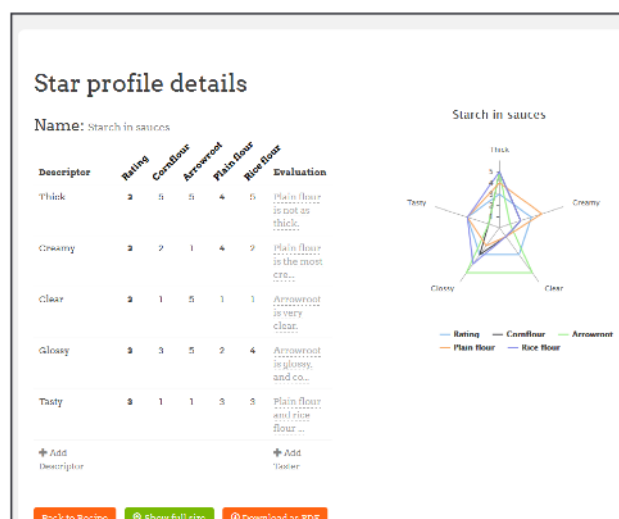 Star profile details
Name: Starch in sauces
Descriptor Rating Cornflour Arrowroot Plain flour Rice flour Evaluation
Thick 3 5 5 4 5 Plain flour
is not as
thick.
Creamy 3 2 1 4 2 Plain flour
is the most
cre...
Clear 3 1 5 1 1 Arrowroot
is very
clear.
Glossy 3 3 5 2 4 Arrowroot
is glossy,
and co...
Tasty 3 1 1 3 3 Plain flour
and rice
flour ...
Add
Descriptor
Add
Taster
Back to Recipe Show full size Download as PDF
Starch in sauces
Thick
5
4
3
2
1
Tasty Creamy
Glossy Clear
Rating Cornflour Arrowroot
Plain flour Rice flour